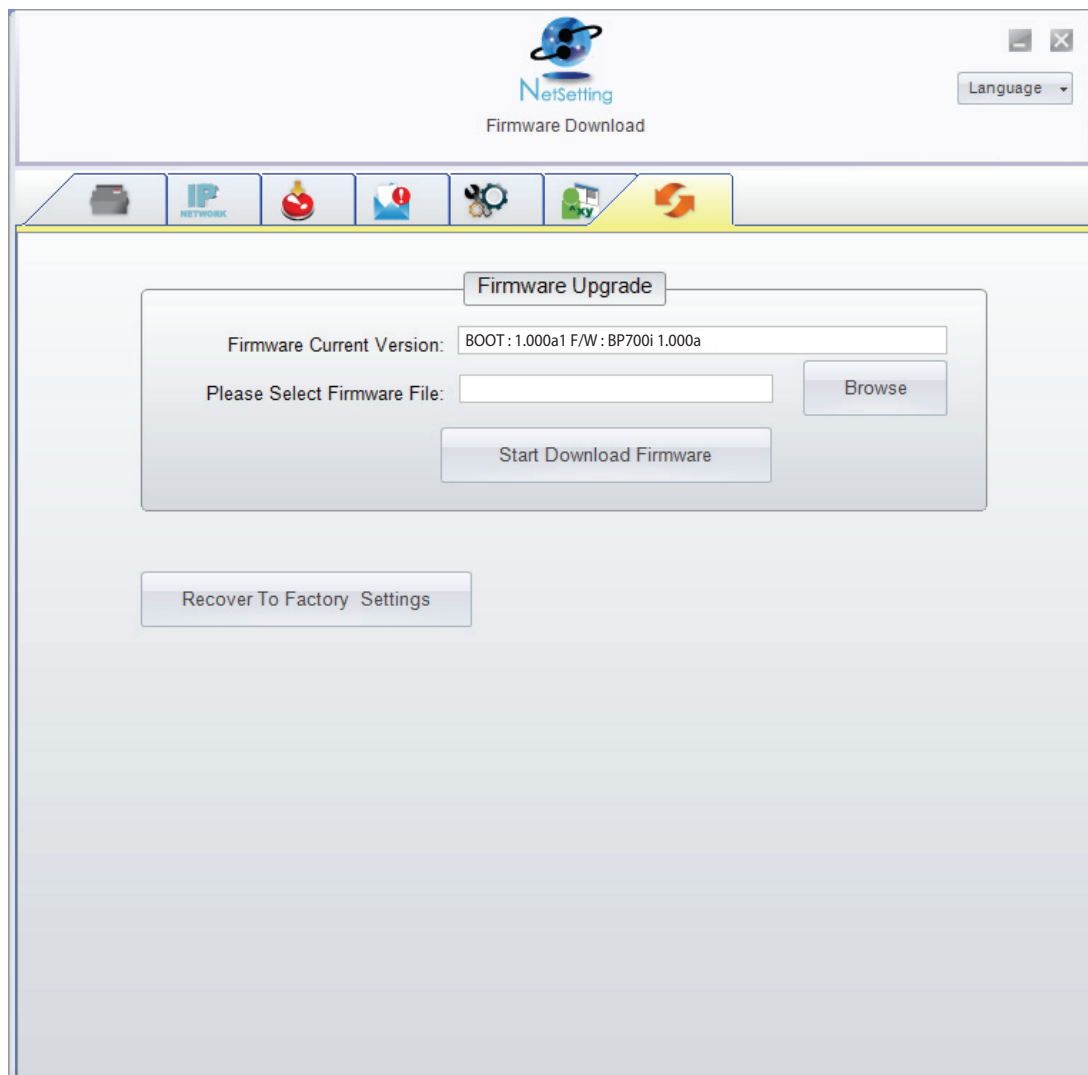 NetSetting
Language
Firmware Download
IP
NETWORK
^XY
Firmware Upgrade
Firmware Current Version: BOOT : 1.000a1 F/W : BP700i 1.000a
Please Select Firmware File: Browse
Start Download Firmware
Recover To Factory Settings